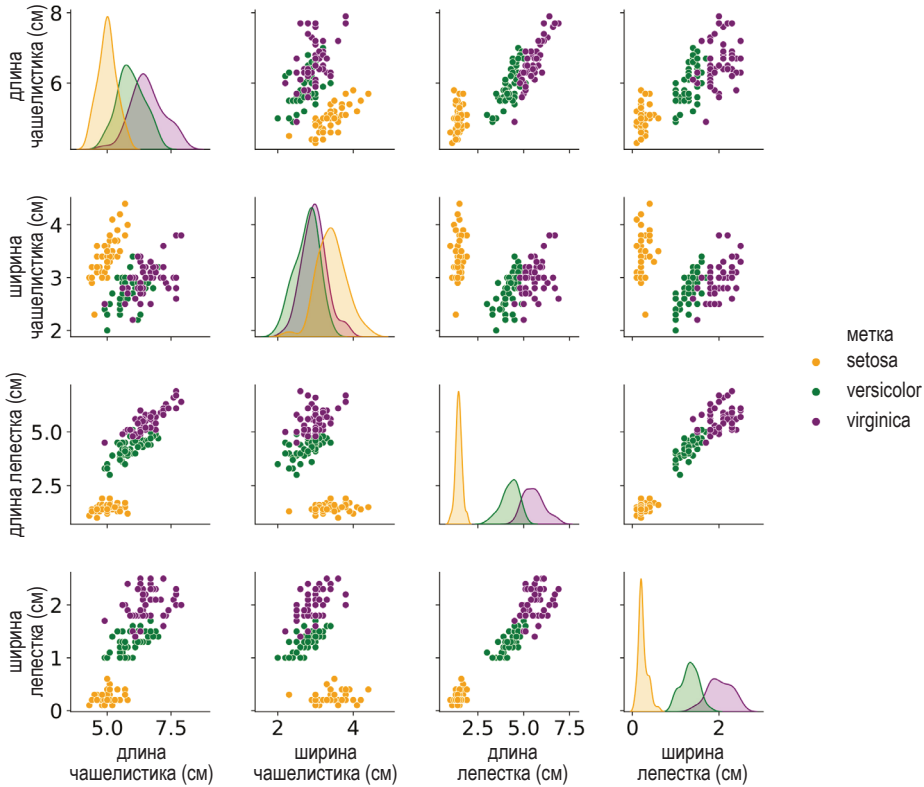 длина
чашелистика (см)
8
6
ширина
чашелистика (см)
4
3
2
длина лепестка (см)
5.0
2.5
ширина
лепестка (см)
2
1
0
5.0 7.5
2 4
2.5 5.0 7.5
0 2
длина
чашелистика (см)
ширина
чашелистика (см)
длина
лепестка (см)
ширина
лепестка (см)
метка
setosa
versicolor
virginica